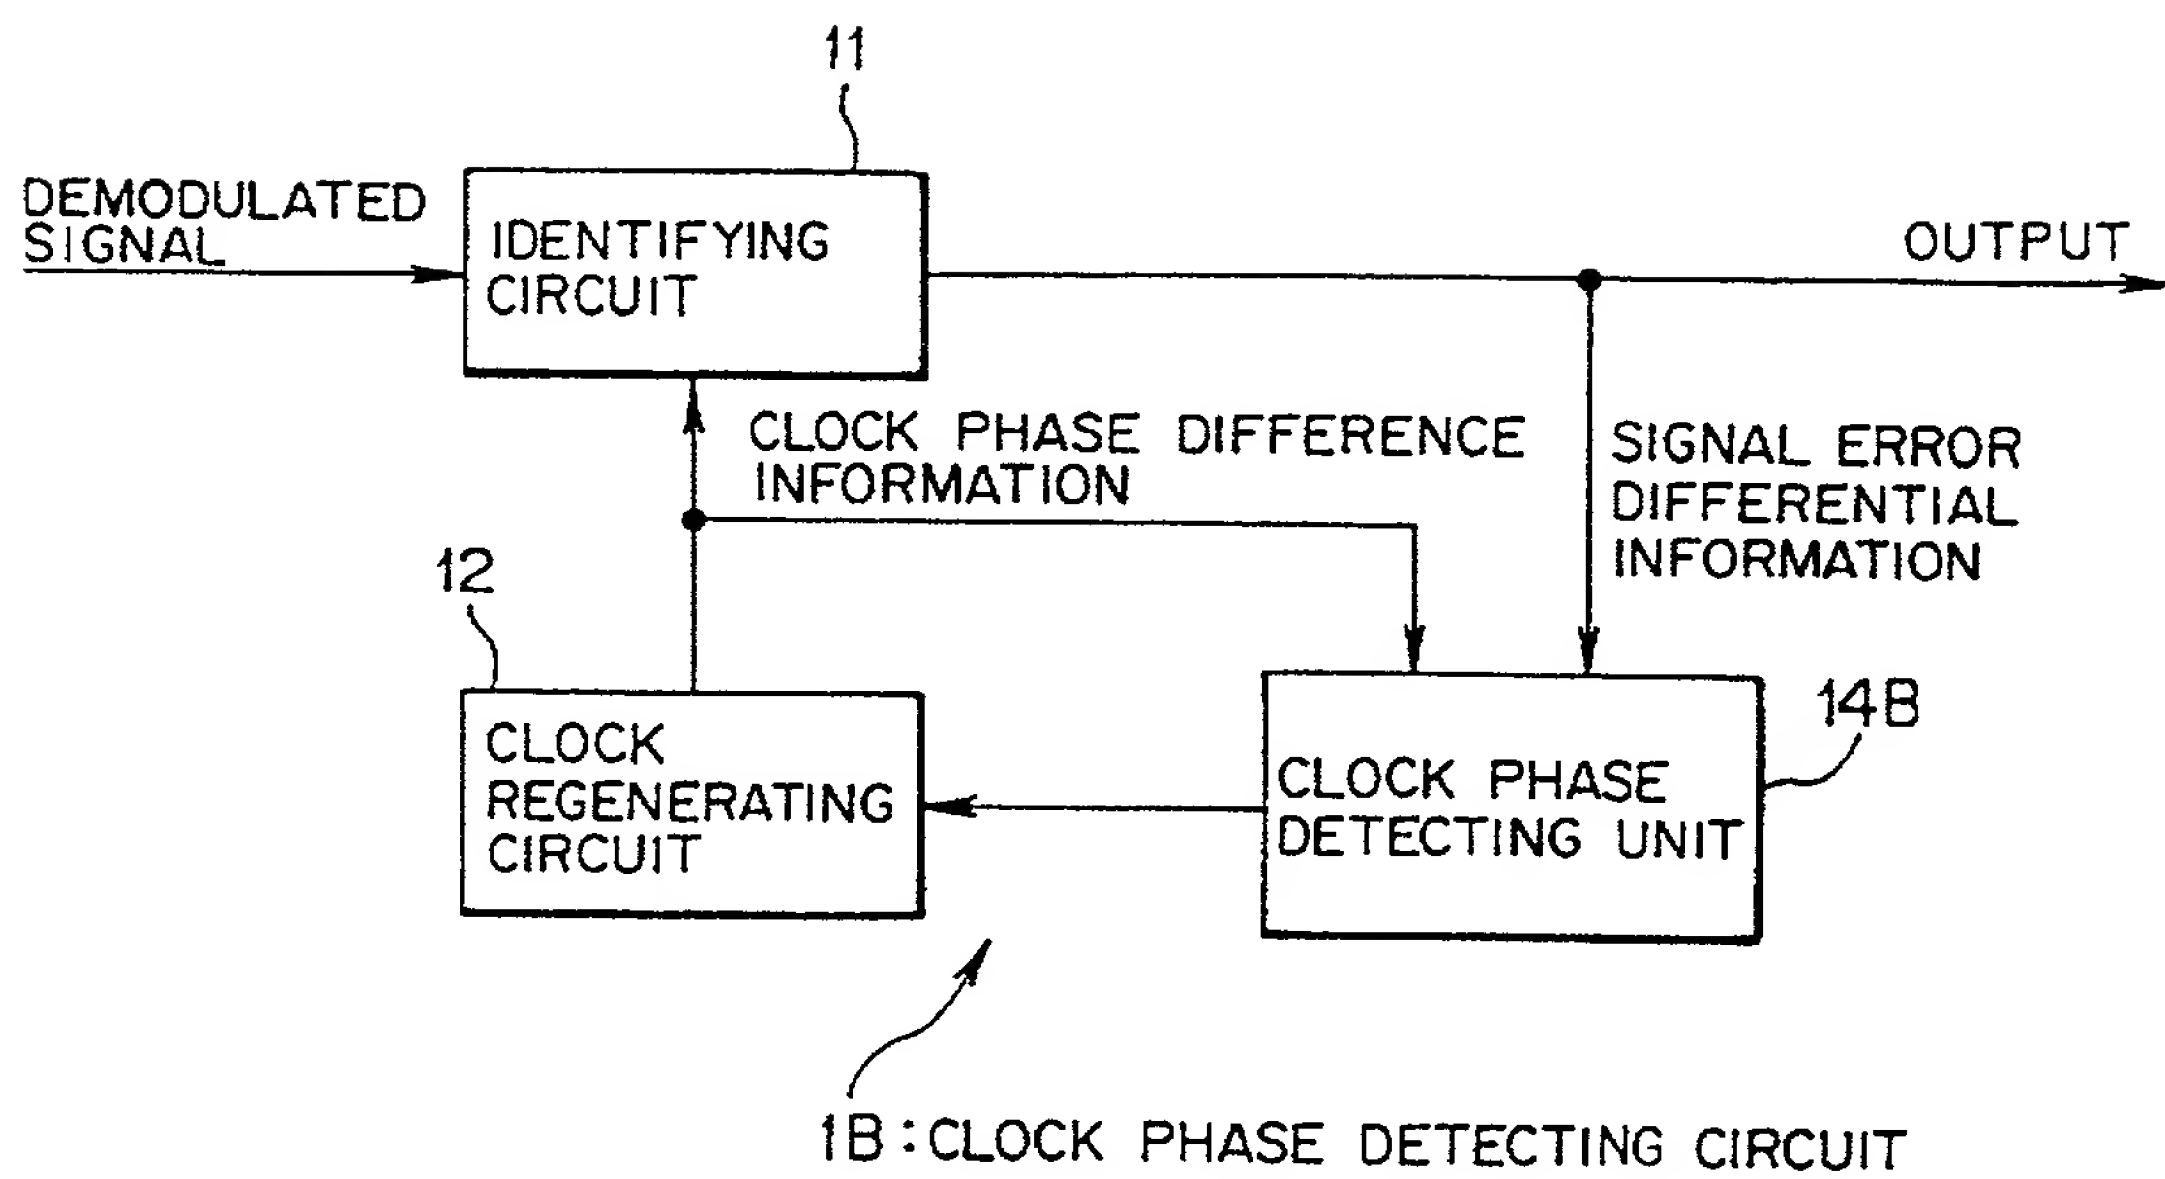 11
DEMODULATED
SIGNAL
IDENTIFYING
CIRCUIT
OUTPUT
CLOCK PHASE DIFFERENCE
INFORMATION
SIGNAL ERROR
DIFFERENTIAL
INFORMATION
12
CLOCK
REGENERATING
CIRCUIT
14B
CLOCK PHASE
DETECTING UNIT
1B : CLOCK PHASE DETECTING CIRCUIT